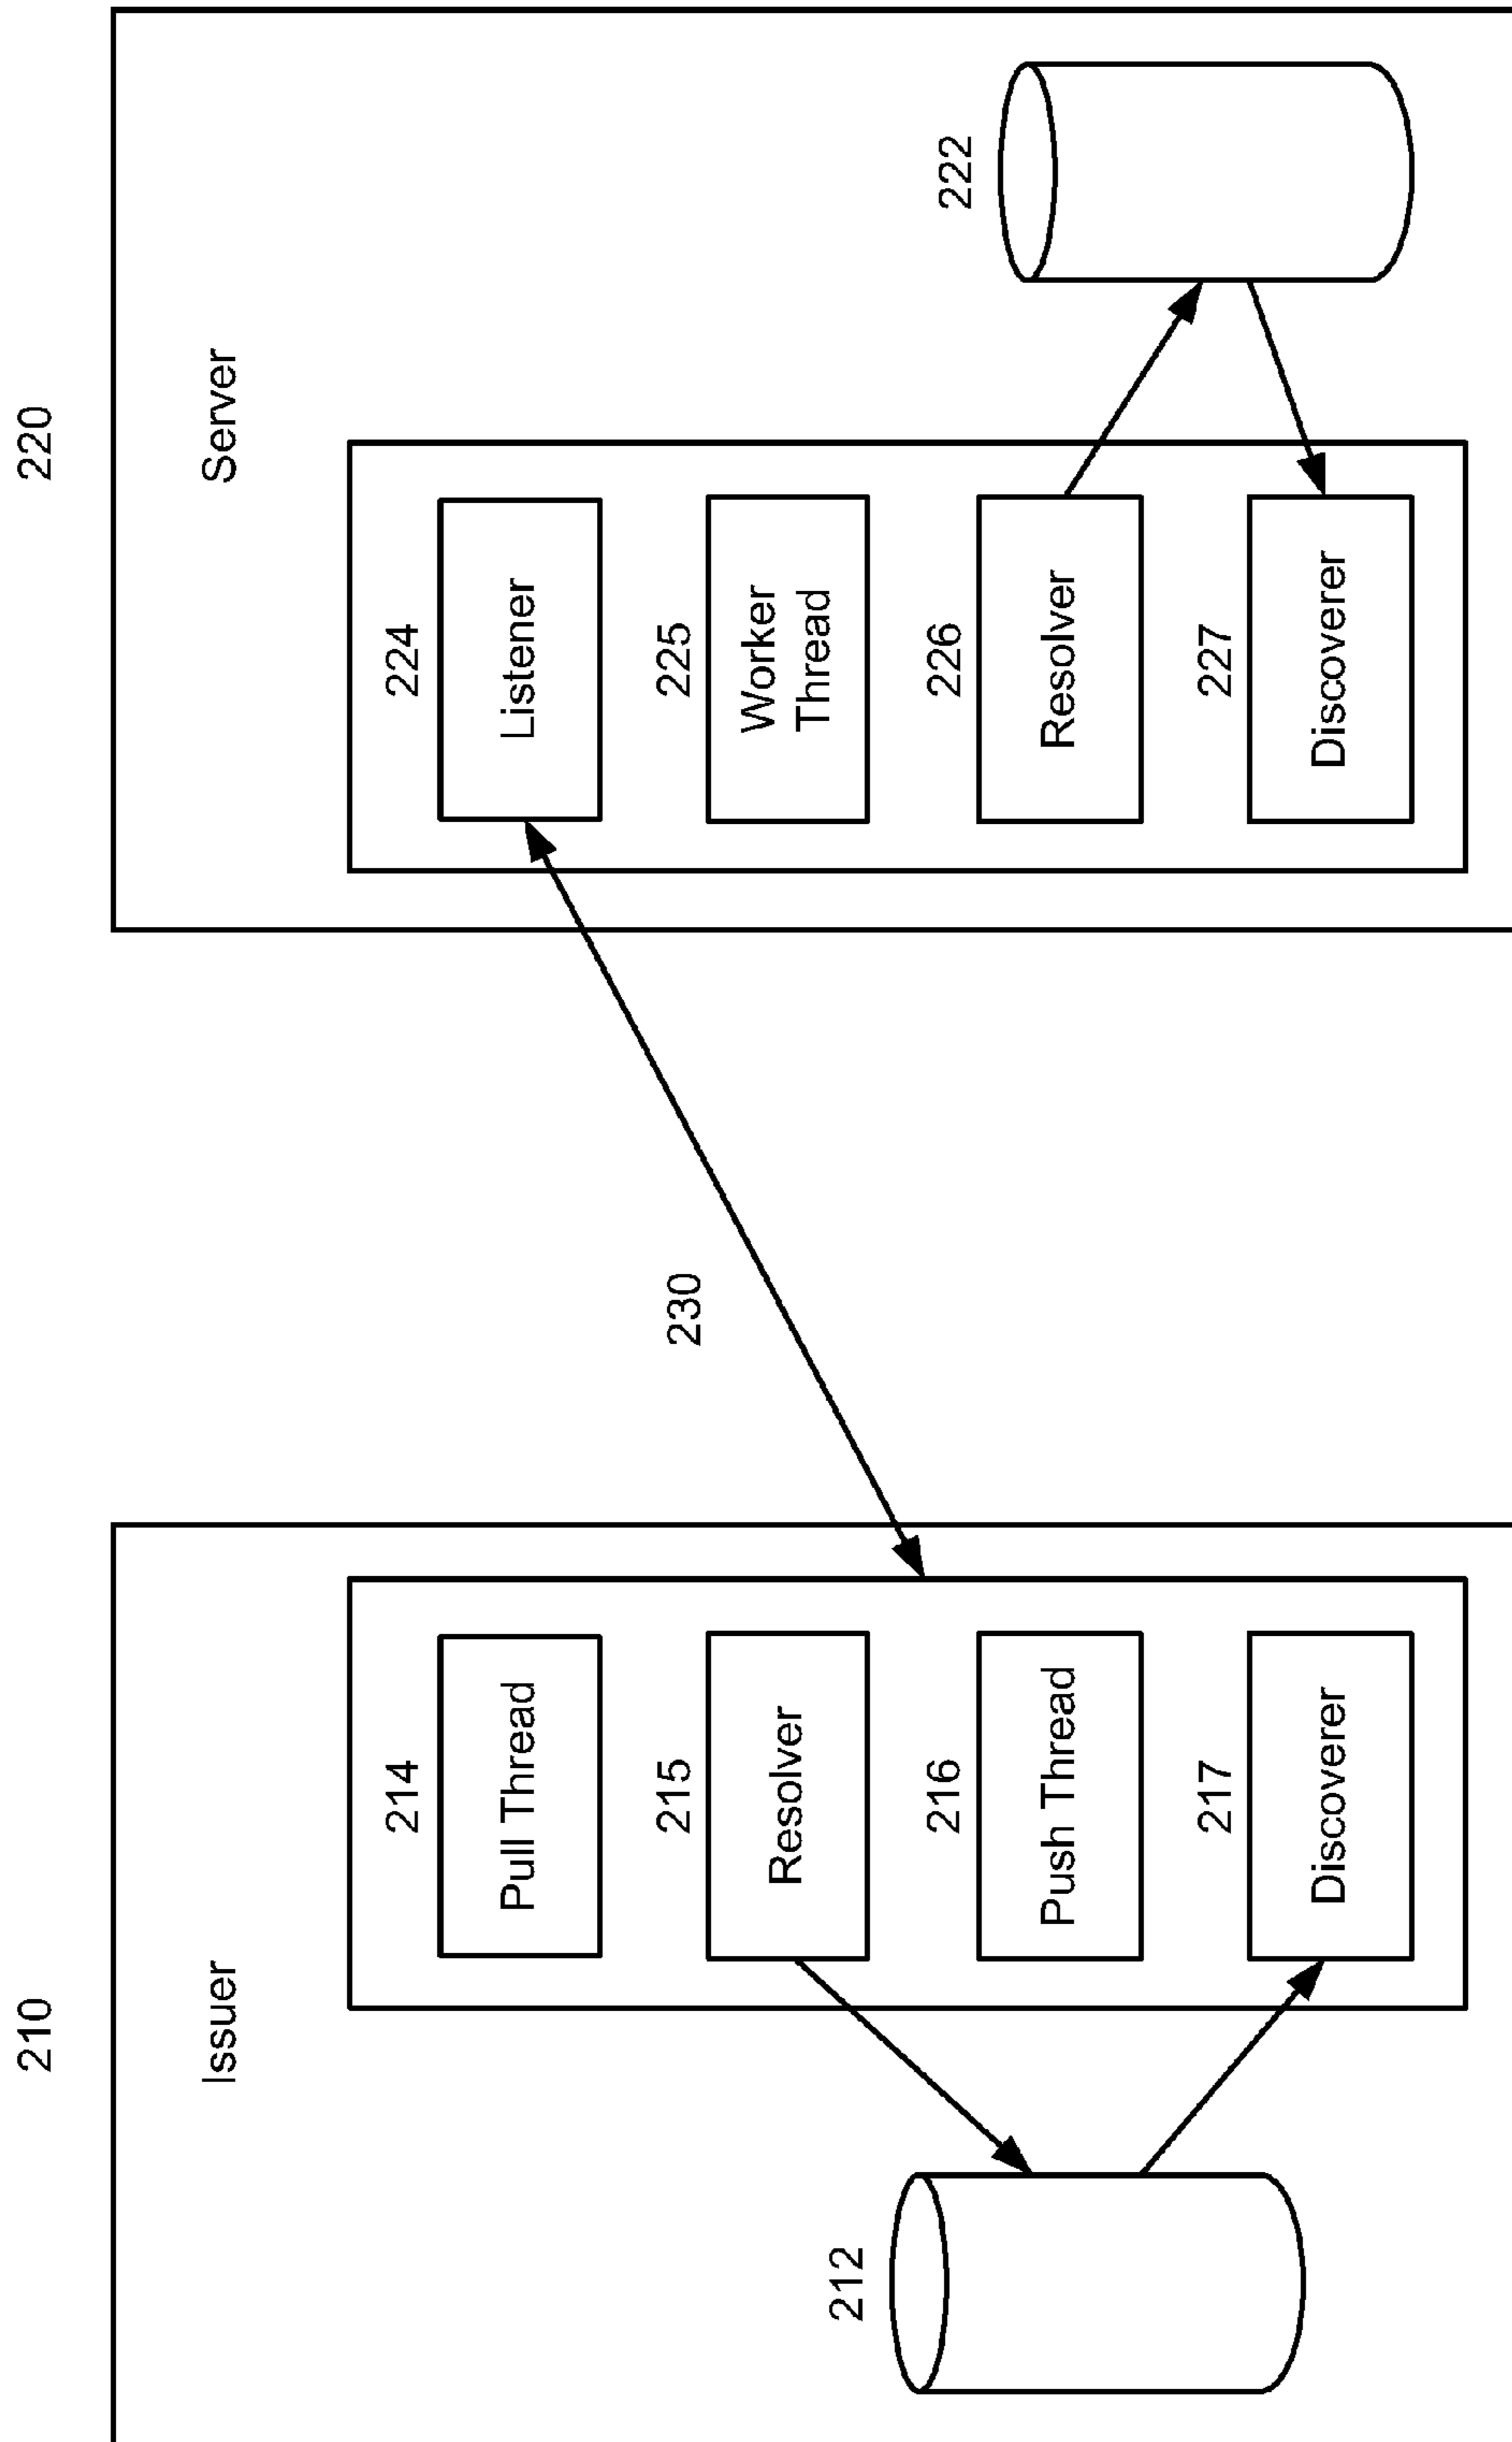 210
220
Issuer
Server
214
Pull Thread
224
Listener
230
215
Resolver
225
Worker
Thread
212
216
Push Thread
226
Resolver
222
217
Discoverer
227
Discoverer